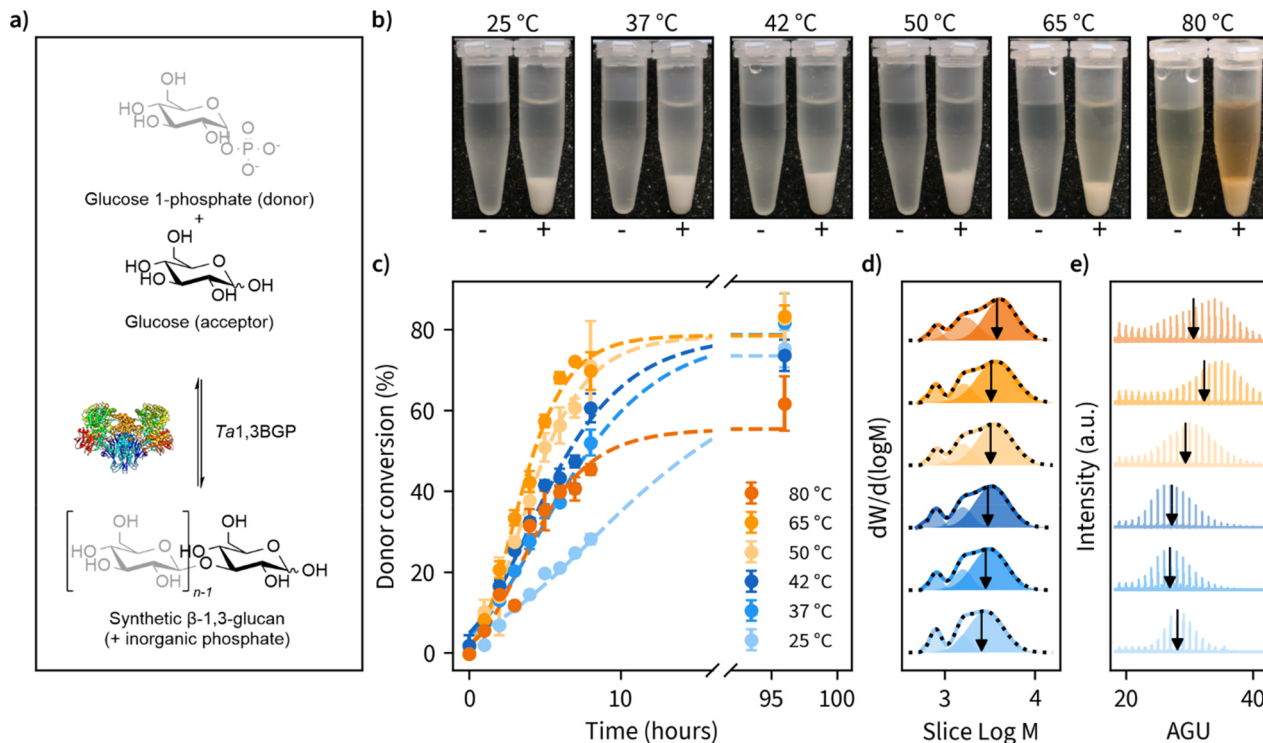 a)
OH
HO
O
HO
OH
O
O
P
O-
O-
Glucose 1-phosphate (donor)
+
OH
HO
O
HO
OH
OH
Glucose (acceptor)
Ta1,3BGP
OH
OH
HO
O
HO
O
HO
OH
O
OH
OH
n-1
Synthetic β-1,3-glucan
(+ inorganic phosphate)
b)
25 °C
37 °C
42 °C
50 °C
65 °C
80 °C
- +
- +
- +
- +
- +
- +
c)
Donor conversion (%)
80
60
40
20
0
80 °C
65 °C
50 °C
42 °C
37 °C
25 °C
0
10
95
100
Time (hours)
d)
dW/d(logM)
3
4
Slice Log M
e)
Intensity (a.u.)
20
40
AGU